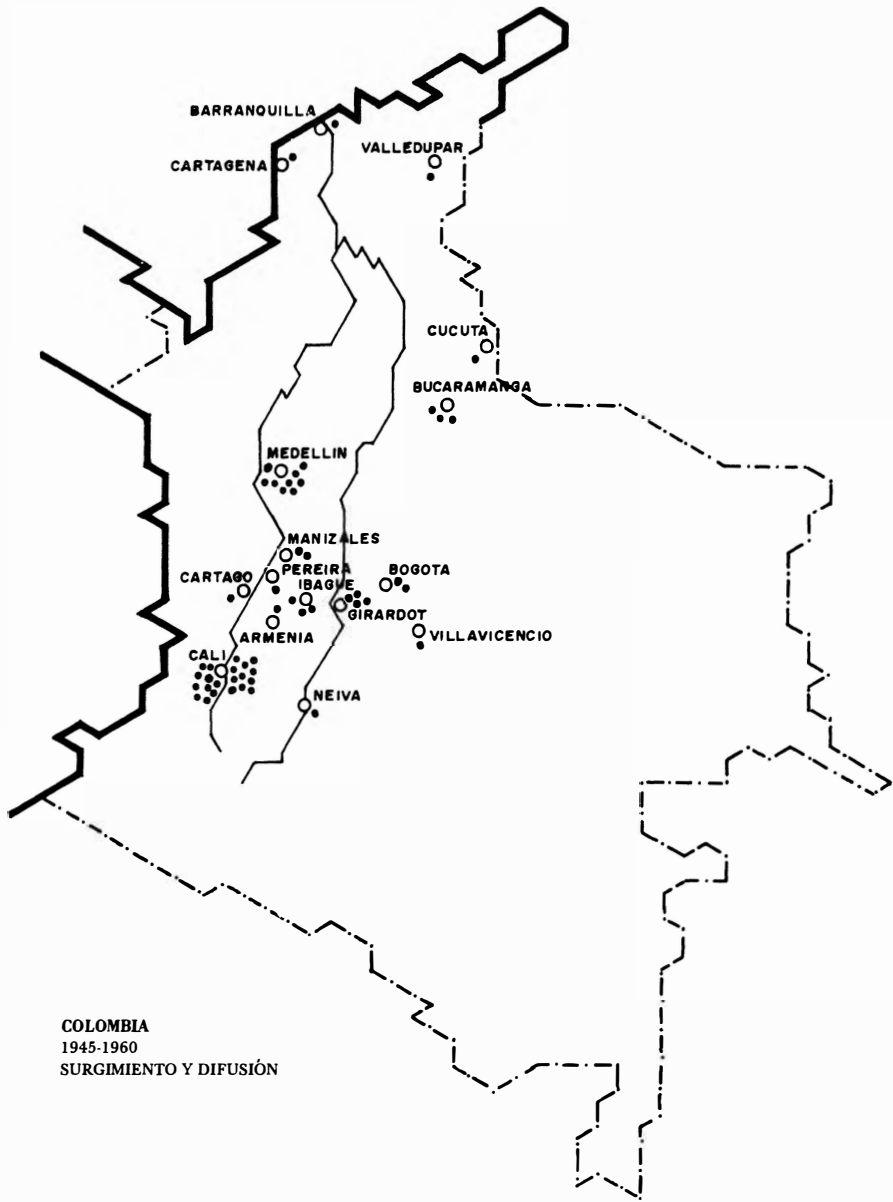 BARRANQUILLA
CARTAGENA
VALLEDUPAR
CUCUTA
BUCARAMANGA
MEDELLIN
MANIZALES
PEREIRA
CARTAGO
IBAGUE
BOGOTA
GIRARDOT
ARMENIA
VILLAVICENCIO
CALI
NEIVA
COLOMBIA
1945-1960
SURGIMIENTO Y DIFUSIÓN